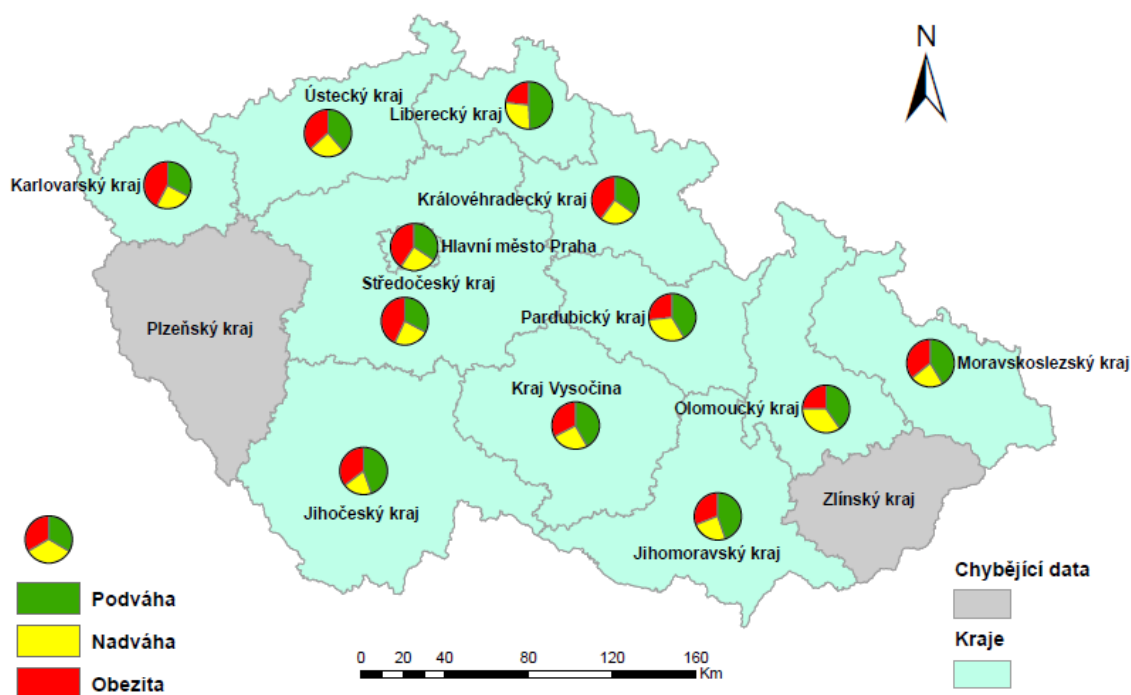 N
Ústecký kraj
Liberecký kraj
Karlovarský kraj
Královéhradecký kraj
Hlavní město Praha
Středočeský kraj
Plzeňský kraj
Pardubický kraj
Moravskoslezský kraj
Kraj Vysočina
Olomoucký kraj
Zlínský kraj
Jihočeský kraj
Jihomoravský kraj
Chybějící data
Kraje
Podváha
Nadváha
Obezita
0 20 40 80 120 160
Km